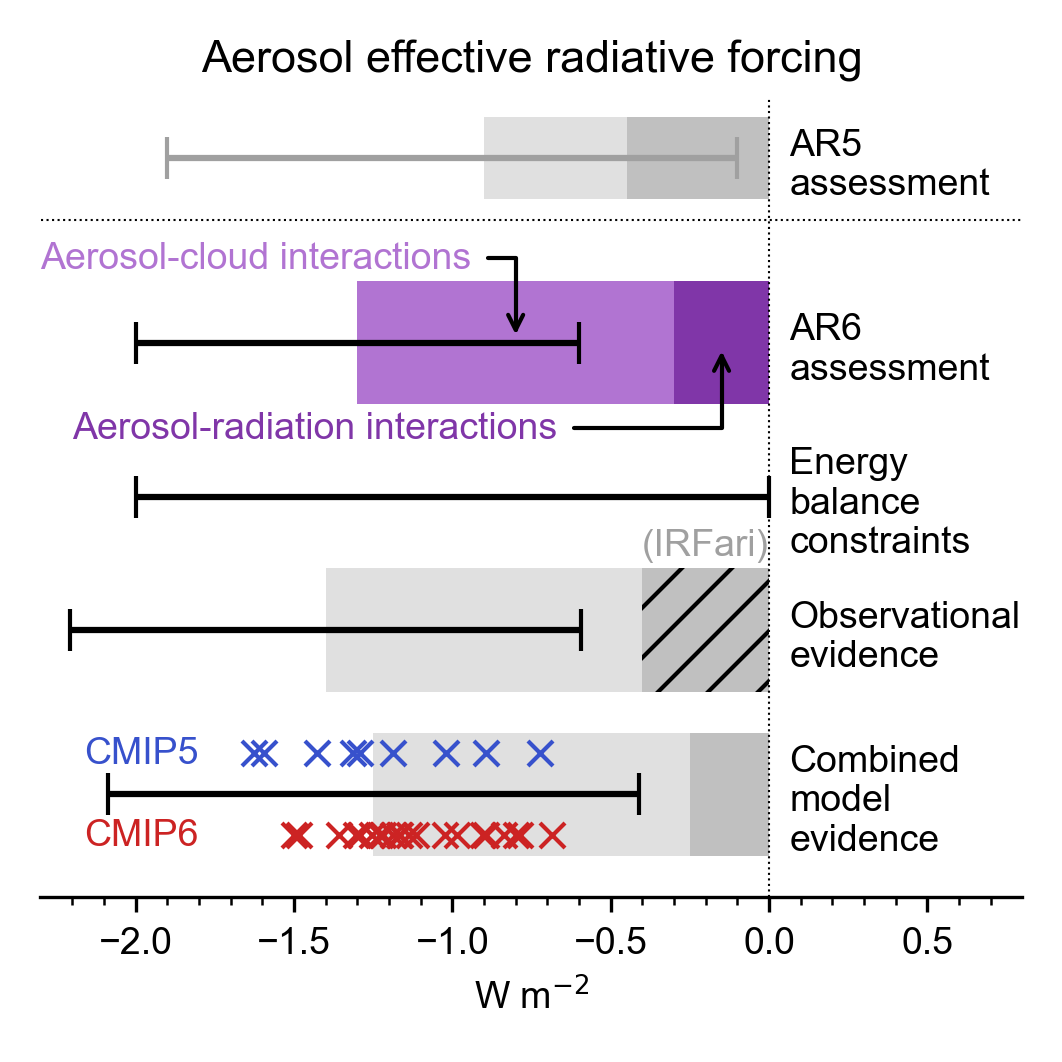 Aerosol effective radiative forcing
AR5
assessment
Aerosol-cloud interactions
AR6
assessment
Aerosol-radiation interactions
Energy
balance
constraints
(IRFari)
Observational
evidence
CMIP5
Combined
model
evidence
CMIP6
−2.0 −1.5 −1.0 −0.5 0.0 0.5
W m⁻²